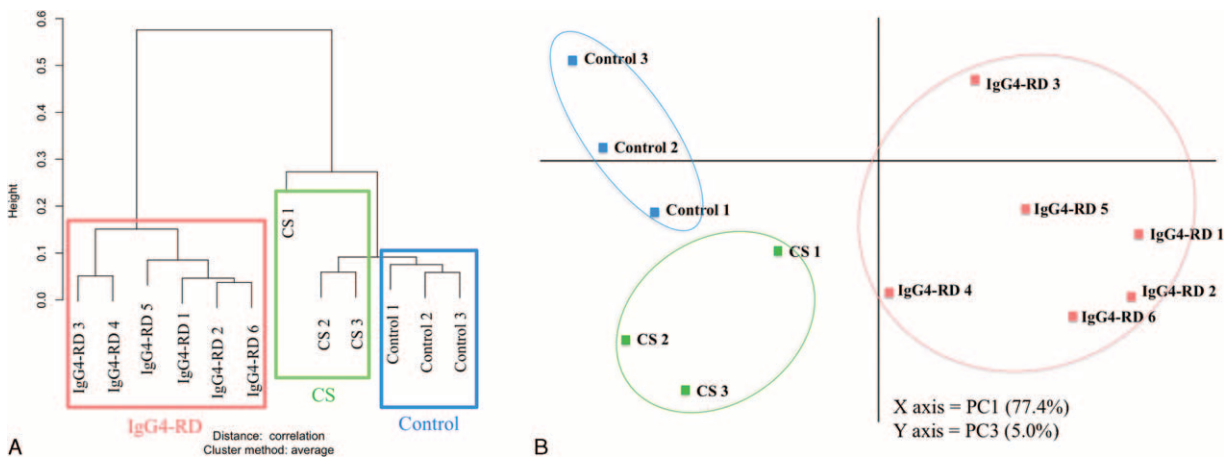 0.6
0.5
0.4
0.3
0.2
0.1
0.0
Height
IgG4-RD 3
IgG4-RD 4
IgG4-RD 5
IgG4-RD 1
IgG4-RD 2
IgG4-RD 6
CS 1
CS 2
CS 3
Control 1
Control 2
Control 3
IgG4-RD
CS
Control
Distance: correlation
Cluster method: average
A
Control 3
Control 2
Control 1
CS 1
CS 2
CS 3
IgG4-RD 3
IgG4-RD 5
IgG4-RD 1
IgG4-RD 4
IgG4-RD 2
IgG4-RD 6
X axis = PC1 (77.4%)
Y axis = PC3 (5.0%)
B